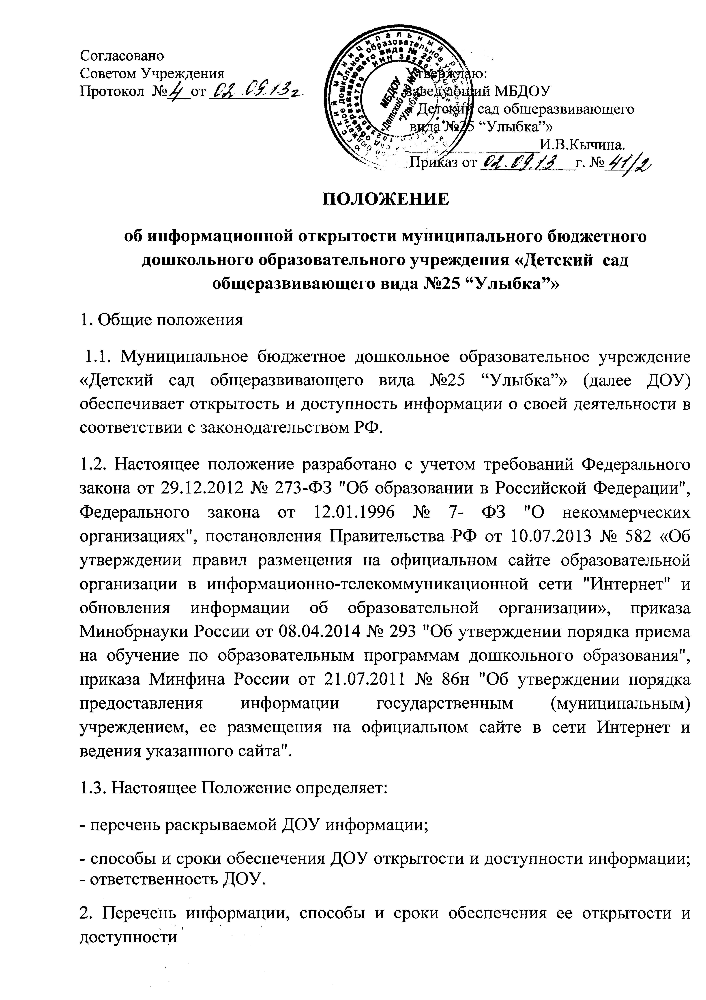 Согласовано
Советом Учреждения
Протокол №4 от 02.09.13г
Утверждаю:
заведующий МБДОУ
Детский сад общеразвивающего
вида №25 “Улыбка”»
И.В.Кычина.
Приказ от 02.09.13 г. № 41/2
МБДОУ
«Детский сад №25
“Улыбка”
ПОЛОЖЕНИЕ
об информационной открытости муниципального бюджетного
дошкольного образовательного учреждения «Детский сад
общеразвивающего вида №25 “Улыбка”»
1. Общие положения
1.1. Муниципальное бюджетное дошкольное образовательное учреждение
«Детский сад общеразвивающего вида №25 “Улыбка”» (далее ДОУ)
обеспечивает открытость и доступность информации о своей деятельности в
соответствии с законодательством РФ.
1.2. Настоящее положение разработано с учетом требований Федерального
закона от 29.12.2012 № 273-ФЗ "Об образовании в Российской Федерации",
Федерального закона от 12.01.1996 № 7- ФЗ "О некоммерческих
организациях", постановления Правительства РФ от 10.07.2013 № 582 «Об
утверждении правил размещения на официальном сайте образовательной
организации в информационно-телекоммуникационной сети "Интернет" и
обновления информации об образовательной организации», приказа
Минобрнауки России от 08.04.2014 № 293 "Об утверждении порядка приема
на обучение по образовательным программам дошкольного образования",
приказа Минфина России от 21.07.2011 № 86н "Об утверждении порядка
предоставления информации государственным (муниципальным)
учреждением, ее размещения на официальном сайте в сети Интернет и
ведения указанного сайта".
1.3. Настоящее Положение определяет:
- перечень раскрываемой ДОУ информации;
- способы и сроки обеспечения ДОУ открытости и доступности информации;
- ответственность ДОУ.
2. Перечень информации, способы и сроки обеспечения ее открытости и
доступности